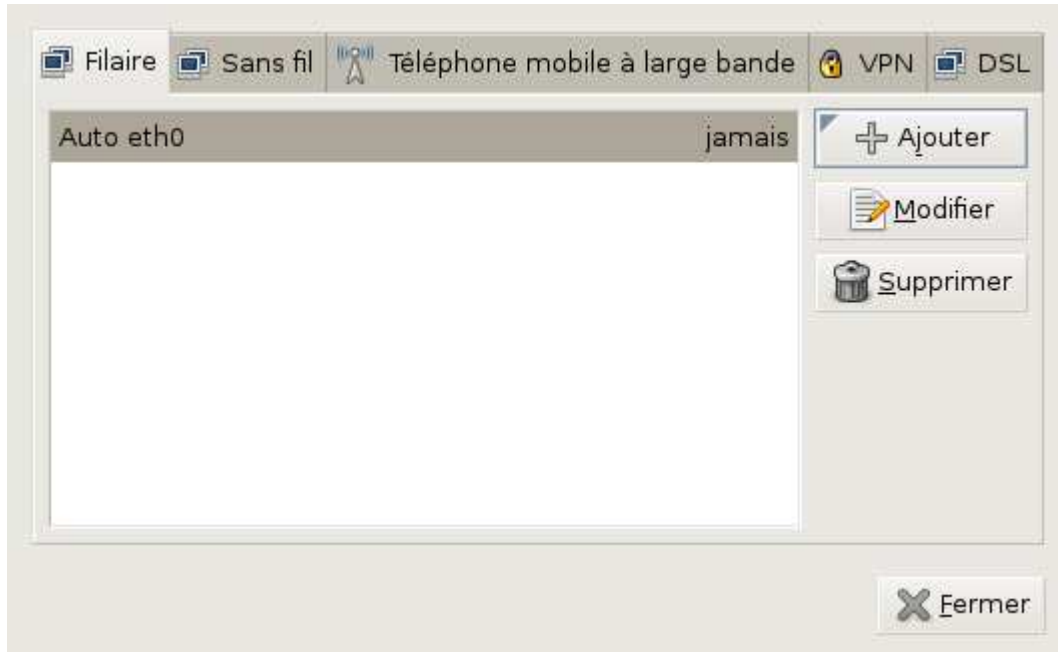 Filaire Sans fil Téléphone mobile à large bande VPN DSL
Auto eth0 jamais
Ajouter
Modifier
Supprimer
Fermer